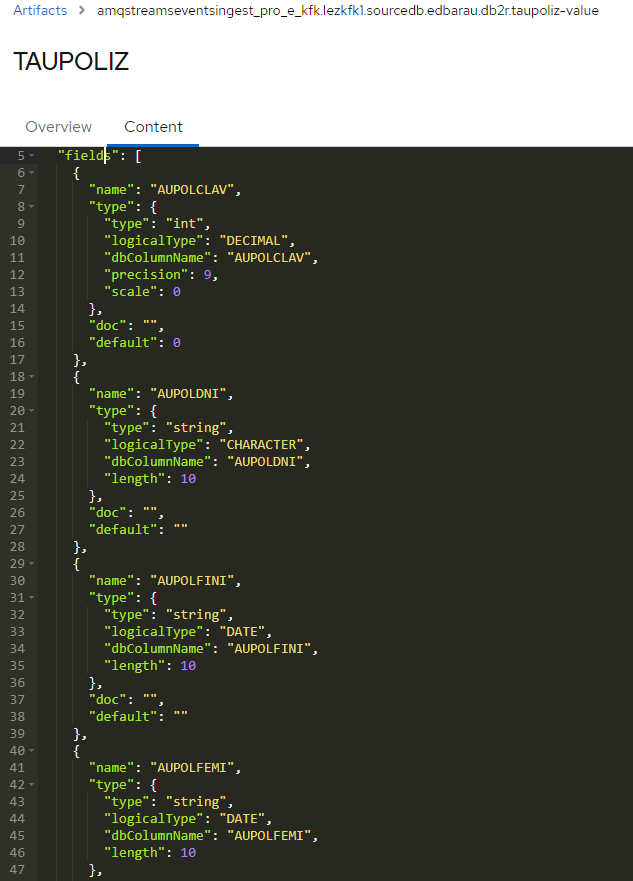 Artifacts > amqstreamseventsingest_pro_e_kfk.lezkfk1.sourcedb.edbarau.db2r.taupoliz-value
TAUPOLIZ
Overview Content
5 "fields": [
6 {
7 "name": "AUPOLCLAV",
8 "type": {
9 "type": "int",
10 "logicalType": "DECIMAL",
11 "dbColumnName": "AUPOLCLAV",
12 "precision": 9,
13 "scale": 0
14 },
15 "doc": "",
16 "default": 0
17 },
18 {
19 "name": "AUPOLDNI",
20 "type": {
21 "type": "string",
22 "logicalType": "CHARACTER",
23 "dbColumnName": "AUPOLDNI",
24 "length": 10
25 },
26 "doc": "",
27 "default": ""
28 },
29 {
30 "name": "AUPOLFINI",
31 "type": {
32 "type": "string",
33 "logicalType": "DATE",
34 "dbColumnName": "AUPOLFINI",
35 "length": 10
36 },
37 "doc": "",
38 "default": ""
39 },
40 {
41 "name": "AUPOLFEMI",
42 "type": {
43 "type": "string",
44 "logicalType": "DATE",
45 "dbColumnName": "AUPOLFEMI",
46 "length": 10
47 },